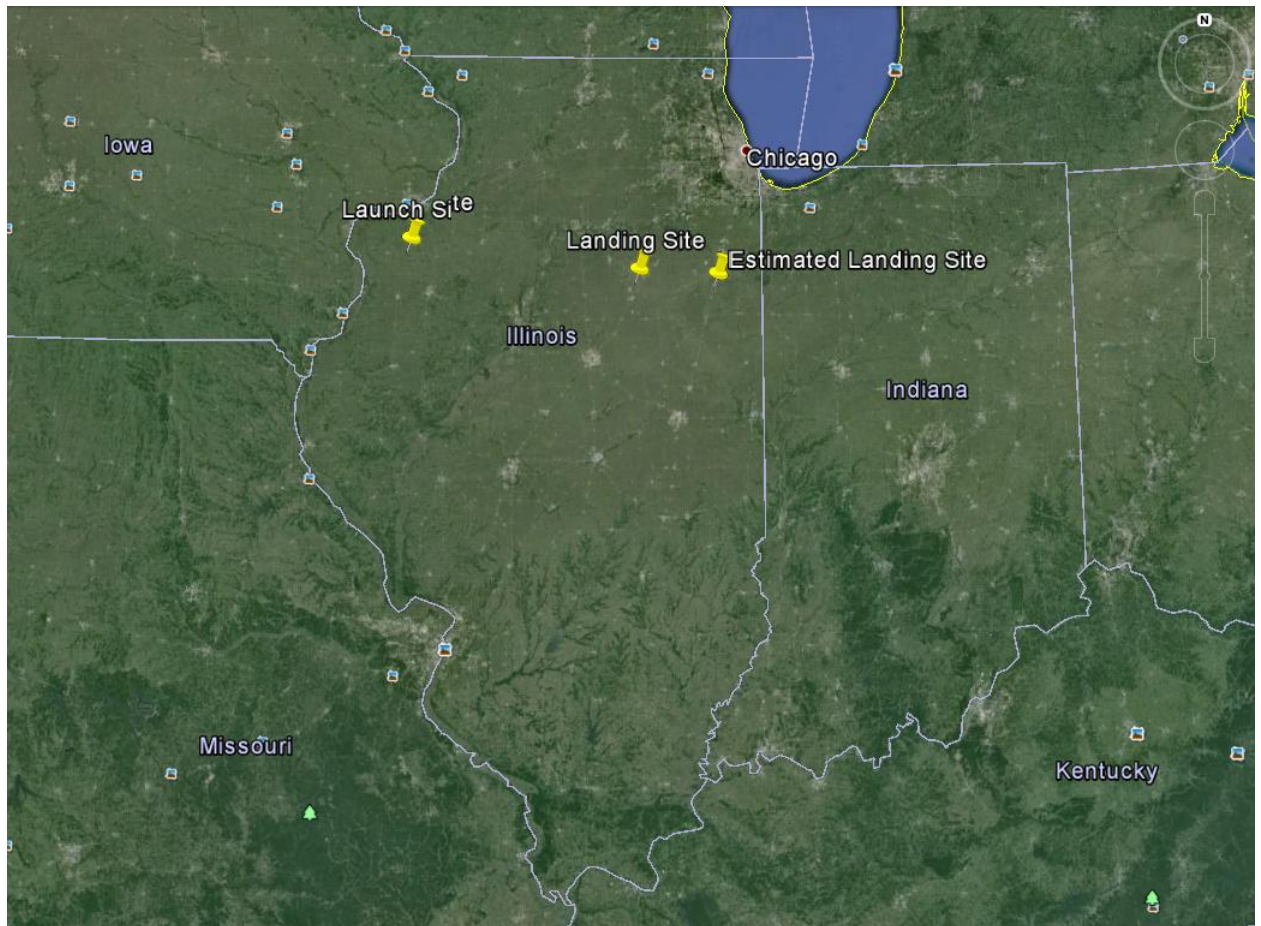 N
Iowa
Chicago
Launch Site
Landing Site
Estimated Landing Site
Illinois
Indiana
Missouri
Kentucky